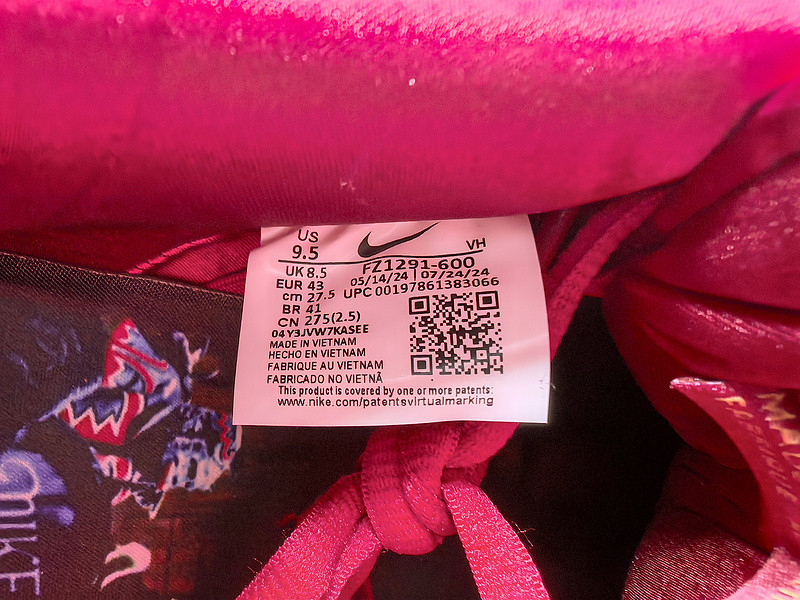 US
9.5
VH
UK 8.5
FZ1291-600
EUR 43
05/14/24 | 07/24/24
cm 27.5
UPC 00197861383066
BR 41
CN 275(2.5)
04Y3JVW7KASEE
MADE IN VIETNAM
HECHO EN VIETNAM
FABRIQUE AU VIETNAM
FABRICADO NO VIETNÃ
This product is covered by one or more patents:
www.nike.com/patentsvirtualmarking
NIKE